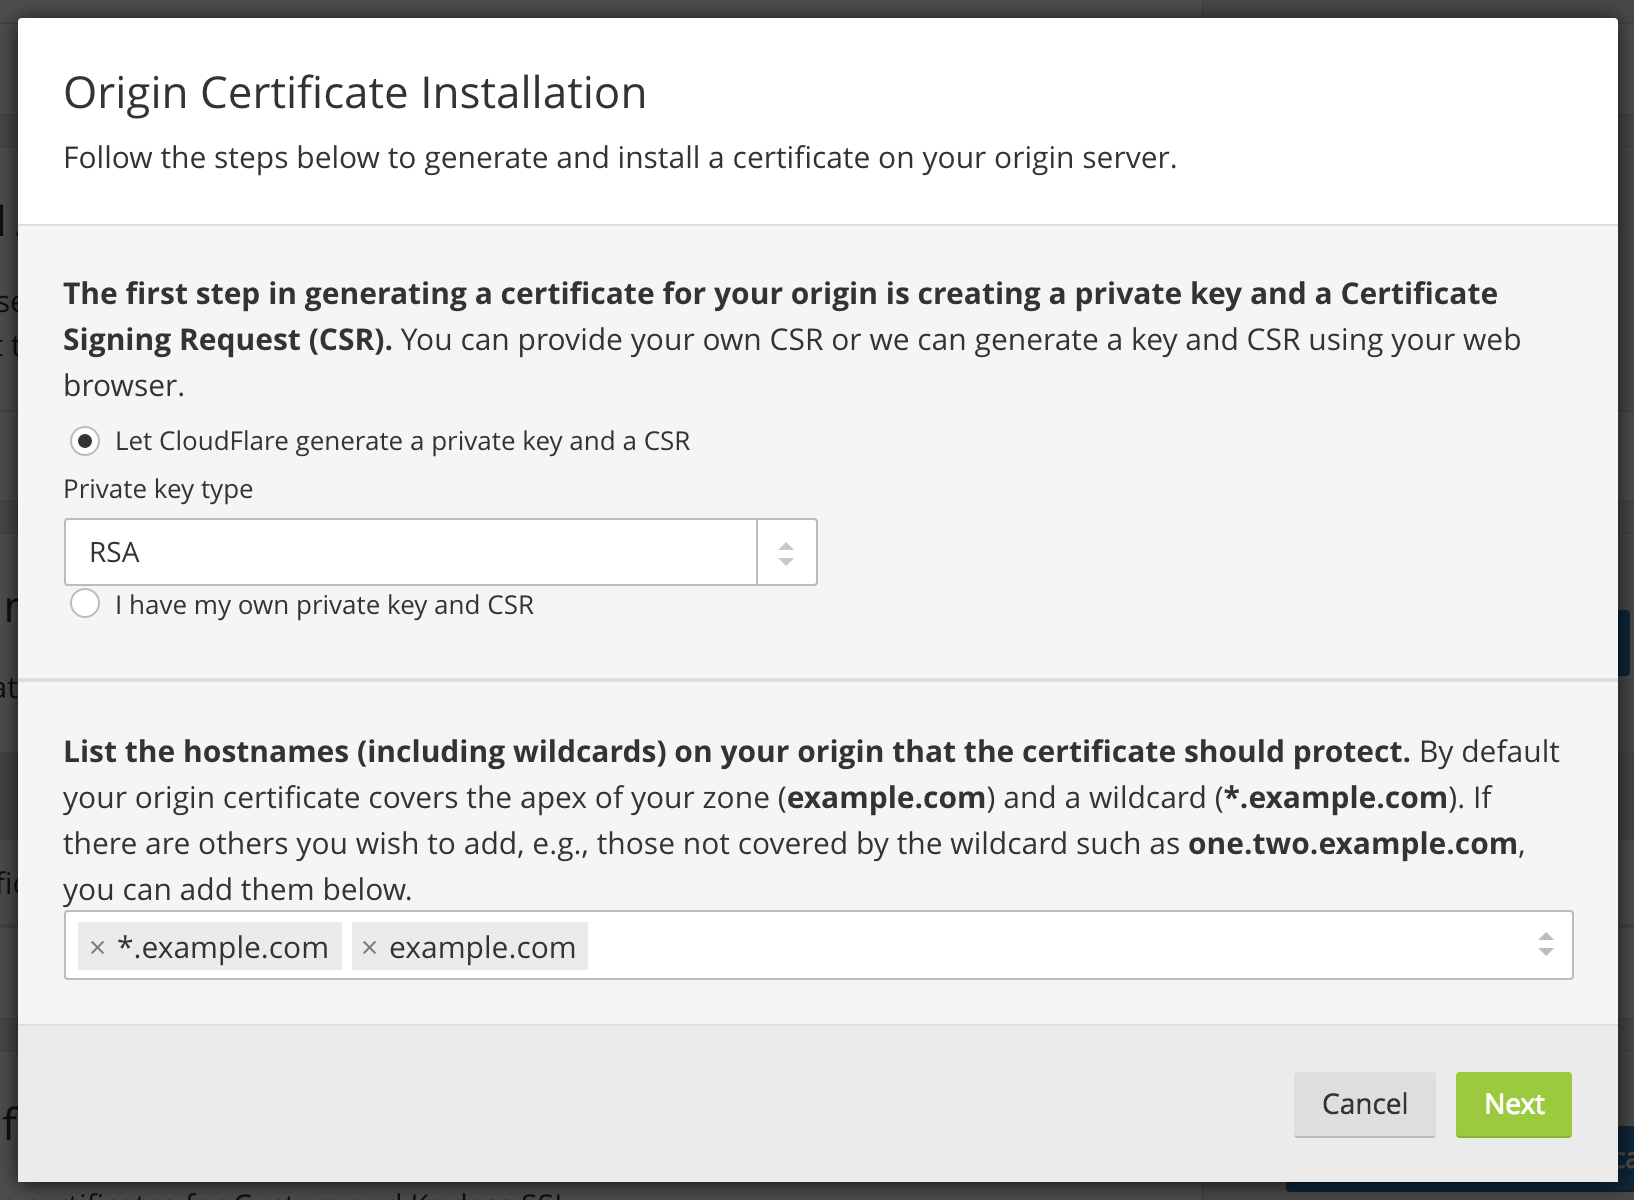 Origin Certificate Installation
Follow the steps below to generate and install a certificate on your origin server.
The first step in generating a certificate for your origin is creating a private key and a Certificate
Signing Request (CSR). You can provide your own CSR or we can generate a key and CSR using your web
browser.
Let CloudFlare generate a private key and a CSR
Private key type
RSA
I have my own private key and CSR
List the hostnames (including wildcards) on your origin that the certificate should protect. By default
your origin certificate covers the apex of your zone (example.com) and a wildcard (*.example.com). If
there are others you wish to add, e.g., those not covered by the wildcard such as one.two.example.com,
you can add them below.
× *.example.com × example.com
Cancel Next